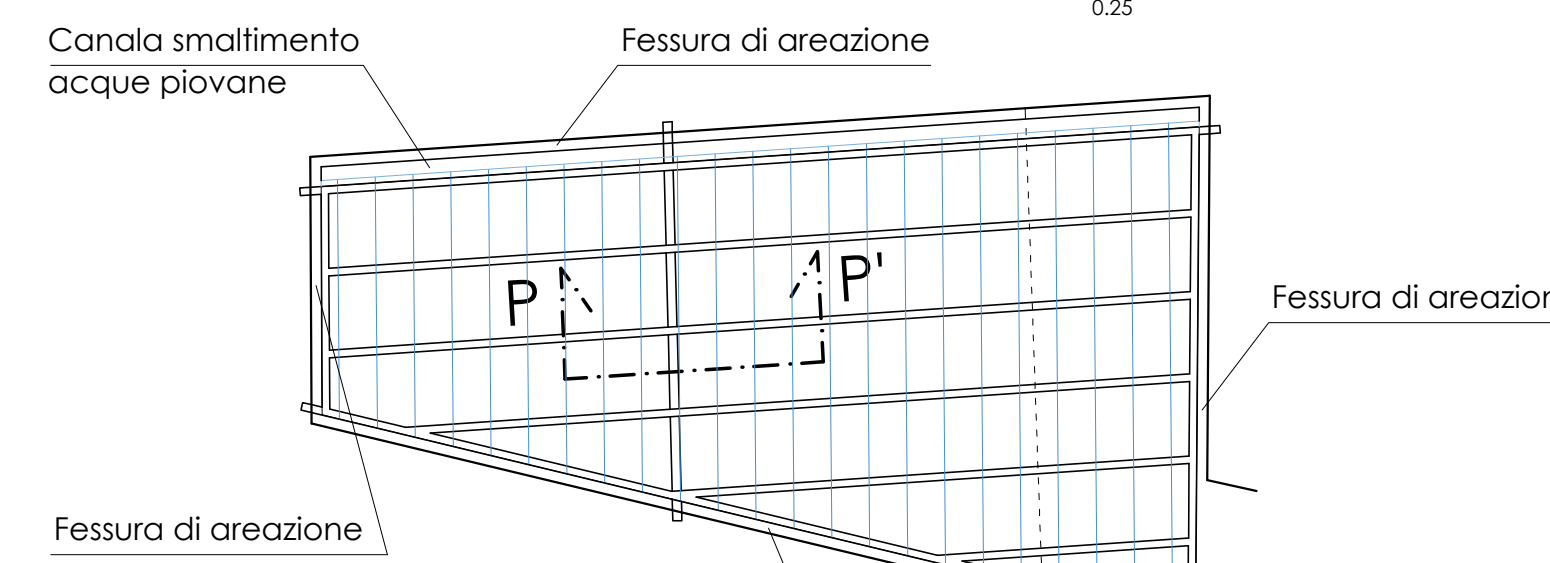 0.25
Canala smaltimento
acque piovane
Fessura di areazione
P
P'
Fessura di areazion
Fessura di areazione